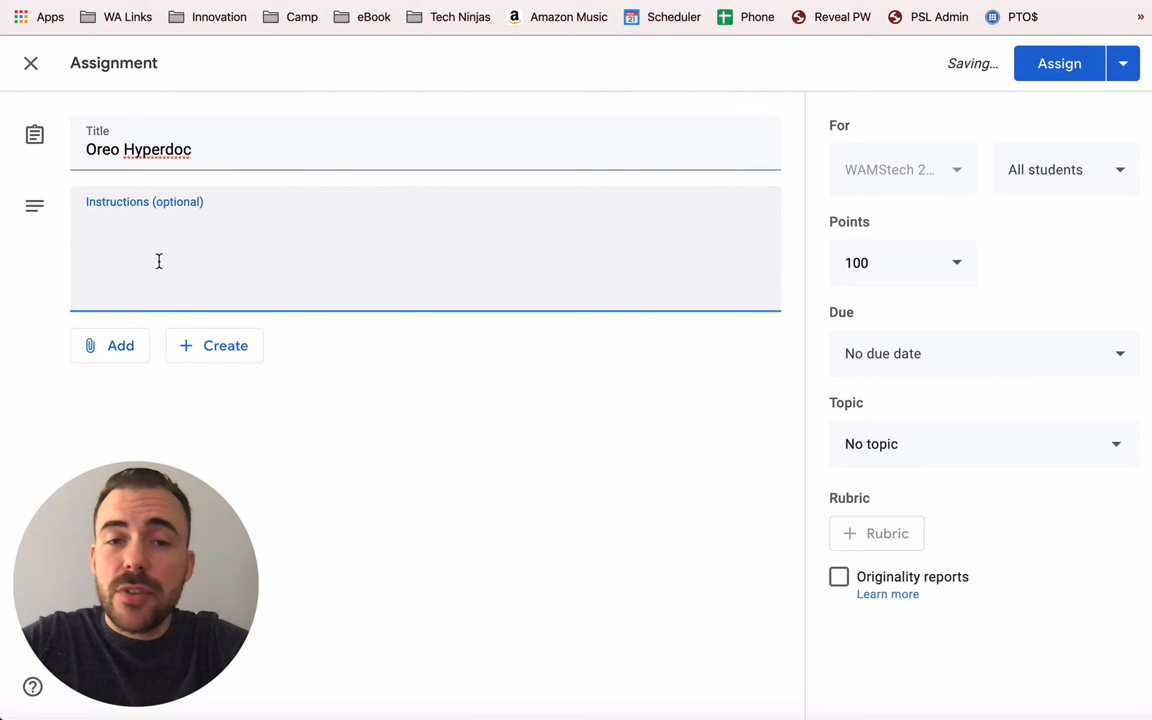 Apps WA Links Innovation Camp eBook Tech Ninjas Amazon Music Scheduler Phone Reveal PW PSL Admin PTO$ »
Assignment Saving... Assign
Title
Oreo Hyperdoc
Instructions (optional)
Add Create
For
WAMStech 2... All students
Points
100
Due
No due date
Topic
No topic
Rubric
Rubric
Originality reports
Learn more